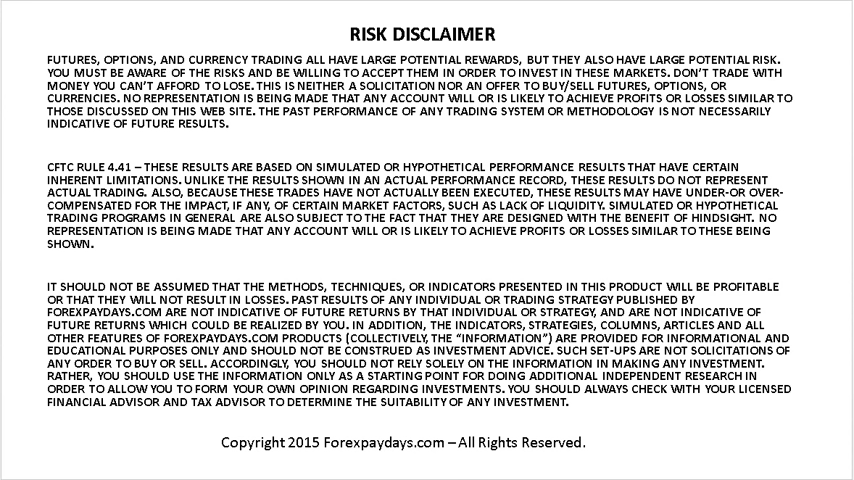 RISK DISCLAIMER
FUTURES, OPTIONS, AND CURRENCY TRADING ALL HAVE LARGE POTENTIAL REWARDS, BUT THEY ALSO HAVE LARGE POTENTIAL RISK.
YOU MUST BE AWARE OF THE RISKS AND BE WILLING TO ACCEPT THEM IN ORDER TO INVEST IN THESE MARKETS. DON'T TRADE WITH
MONEY YOU CAN'T AFFORD TO LOSE. THIS IS NEITHER A SOLICITATION NOR AN OFFER TO BUY/SELL FUTURES, OPTIONS, OR
CURRENCIES. NO REPRESENTATION IS BEING MADE THAT ANY ACCOUNT WILL OR IS LIKELY TO ACHIEVE PROFITS OR LOSSES SIMILAR TO
THOSE DISCUSSED ON THIS WEB SITE. THE PAST PERFORMANCE OF ANY TRADING SYSTEM OR METHODOLOGY IS NOT NECESSARILY
INDICATIVE OF FUTURE RESULTS.
CFTC RULE 4.41 – THESE RESULTS ARE BASED ON SIMULATED OR HYPOTHETICAL PERFORMANCE RESULTS THAT HAVE CERTAIN
INHERENT LIMITATIONS. UNLIKE THE RESULTS SHOWN IN AN ACTUAL PERFORMANCE RECORD, THESE RESULTS DO NOT REPRESENT
ACTUAL TRADING. ALSO, BECAUSE THESE TRADES HAVE NOT ACTUALLY BEEN EXECUTED, THESE RESULTS MAY HAVE UNDER-OR OVER-
COMPENSATED FOR THE IMPACT, IF ANY, OF CERTAIN MARKET FACTORS, SUCH AS LACK OF LIQUIDITY. SIMULATED OR HYPOTHETICAL
TRADING PROGRAMS IN GENERAL ARE ALSO SUBJECT TO THE FACT THAT THEY ARE DESIGNED WITH THE BENEFIT OF HINDSIGHT. NO
REPRESENTATION IS BEING MADE THAT ANY ACCOUNT WILL OR IS LIKELY TO ACHIEVE PROFITS OR LOSSES SIMILAR TO THESE BEING
SHOWN.
IT SHOULD NOT BE ASSUMED THAT THE METHODS, TECHNIQUES, OR INDICATORS PRESENTED IN THIS PRODUCT WILL BE PROFITABLE
OR THAT THEY WILL NOT RESULT IN LOSSES. PAST RESULTS OF ANY INDIVIDUAL OR TRADING STRATEGY PUBLISHED BY
FOREXPAYDAYS.COM ARE NOT INDICATIVE OF FUTURE RETURNS BY THAT INDIVIDUAL OR STRATEGY, AND ARE NOT INDICATIVE OF
FUTURE RETURNS WHICH COULD BE REALIZED BY YOU. IN ADDITION, THE INDICATORS, STRATEGIES, COLUMNS, ARTICLES AND ALL
OTHER FEATURES OF FOREXPAYDAYS.COM PRODUCTS (COLLECTIVELY, THE “INFORMATION”) ARE PROVIDED FOR INFORMATIONAL AND
EDUCATIONAL PURPOSES ONLY AND SHOULD NOT BE CONSTRUED AS INVESTMENT ADVICE. SUCH SET-UPS ARE NOT SOLICITATIONS OF
ANY ORDER TO BUY OR SELL. ACCORDINGLY, YOU SHOULD NOT RELY SOLELY ON THE INFORMATION IN MAKING ANY INVESTMENT.
RATHER, YOU SHOULD USE THE INFORMATION ONLY AS A STARTING POINT FOR DOING ADDITIONAL INDEPENDENT RESEARCH IN
ORDER TO ALLOW YOU TO FORM YOUR OWN OPINION REGARDING INVESTMENTS. YOU SHOULD ALWAYS CHECK WITH YOUR LICENSED
FINANCIAL ADVISOR AND TAX ADVISOR TO DETERMINE THE SUITABILITY OF ANY INVESTMENT.
Copyright 2015 Forexpaydays.com – All Rights Reserved.